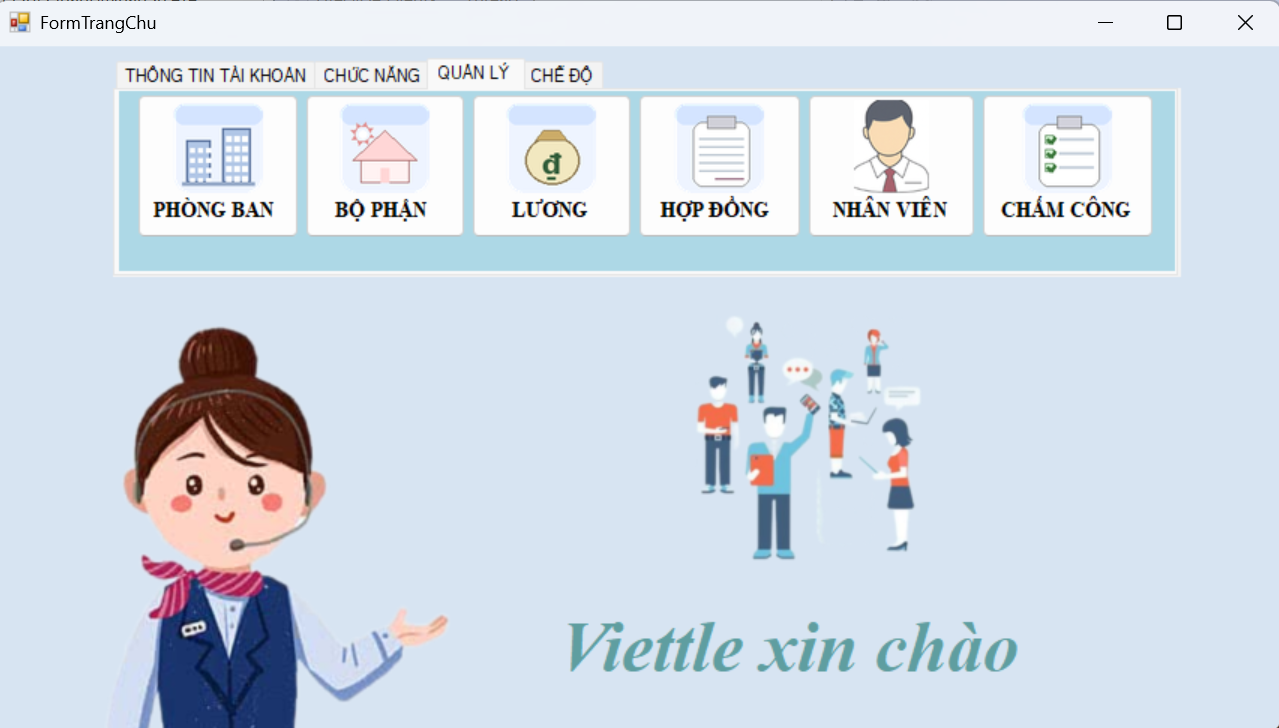 FormTrangChu
THÔNG TIN TÀI KHOẢN CHỨC NĂNG QUẢN LÝ CHẾ ĐỘ
PHÒNG BAN BỘ PHẬN LƯƠNG HỢP ĐỒNG NHÂN VIÊN CHẤM CÔNG
Viettle xin chào